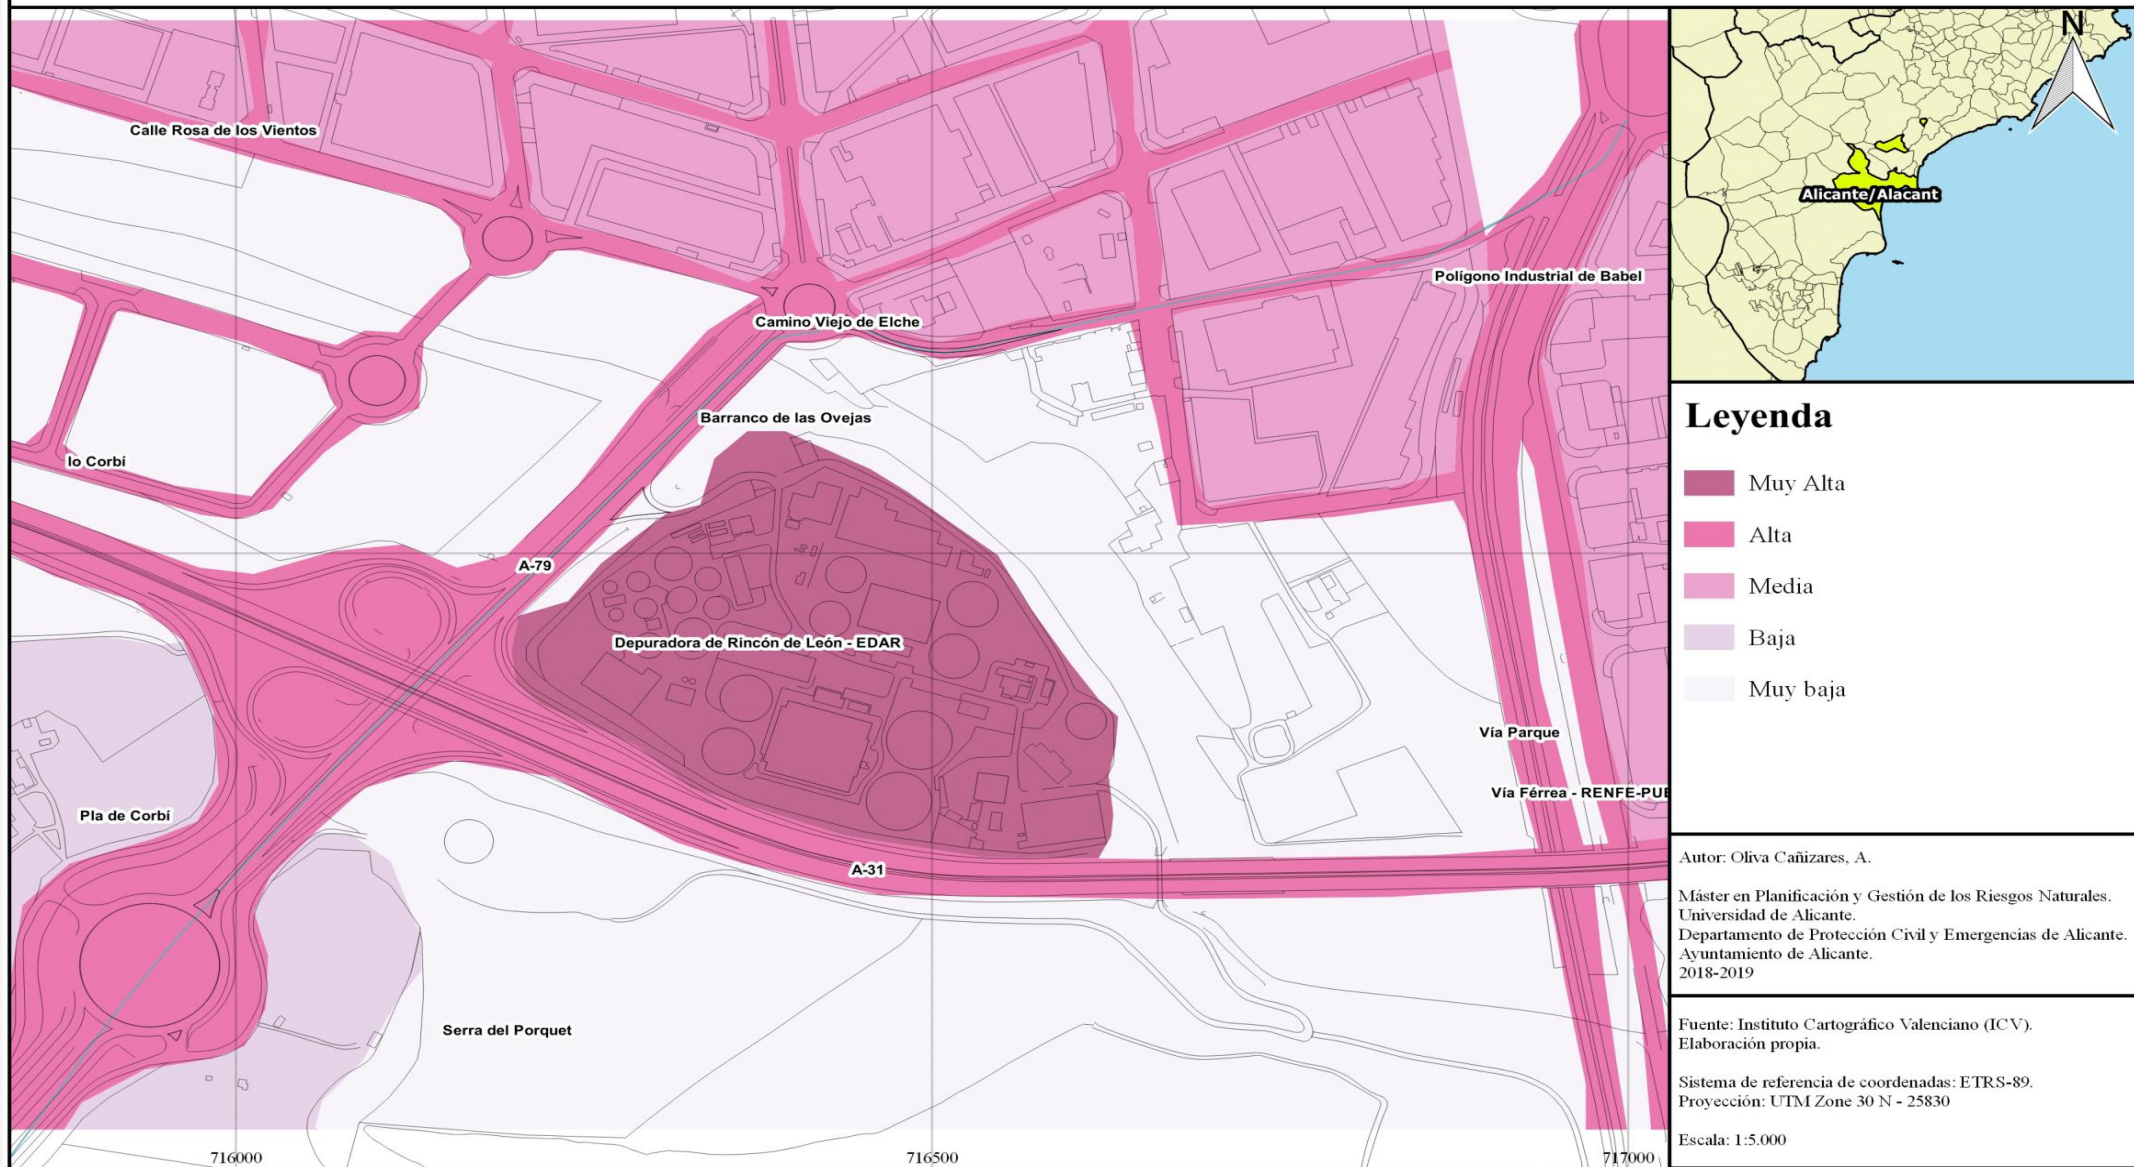 N
Alicante/Alacant
Calle Rosa de los Vientos
Polígono Industrial de Babel
Camino Viejo de Elche
Barranco de las Ovejas
lo Corbí
A-79
Depuradora de Rincón de León - EDAR
Vía Parque
Vía Férrea - RENFE-PUE
Pla de Corbí
A-31
Serra del Porquet
716000
716500
717000
Leyenda
Muy Alta
Alta
Media
Baja
Muy baja
Autor: Oliva Cañizares, A.
Máster en Planificación y Gestión de los Riesgos Naturales.
Universidad de Alicante.
Departamento de Protección Civil y Emergencias de Alicante.
Ayuntamiento de Alicante.
2018-2019
Fuente: Instituto Cartográfico Valenciano (ICV).
Elaboración propia.
Sistema de referencia de coordenadas: ETRS-89.
Proyección: UTM Zone 30 N - 25830
Escala: 1:5.000